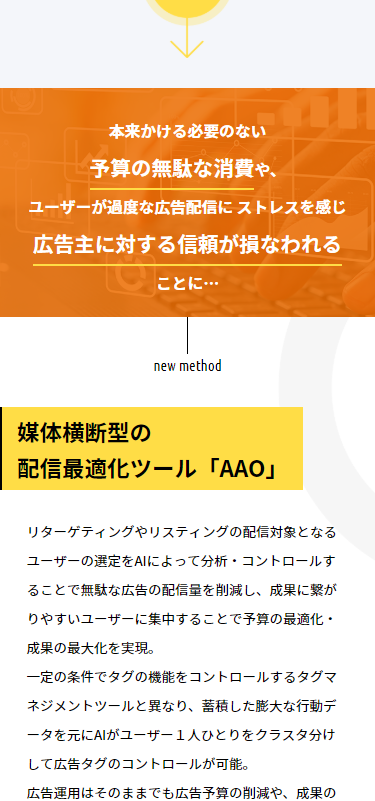 本来かける必要のない
予算の無駄な消費や、
ユーザーが過度な広告配信に ストレスを感じ
広告主に対する信頼が損なわれる
ことに…
new method
媒体横断型の
配信最適化ツール「AAO」
リターゲティングやリスティングの配信対象となる
ユーザーの選定をAIによって分析・コントロールす
ることで無駄な広告の配信量を削減し、成果に繋が
りやすいユーザーに集中することで予算の最適化・
成果の最大化を実現。
一定の条件でタグの機能をコントロールするタグマ
ネジメントツールと異なり、蓄積した膨大な行動デ
ータを元にAIがユーザー１人ひとりをクラスタ分け
して広告タグのコントロールが可能。
広告運用はそのままでも広告予算の削減や、成果の